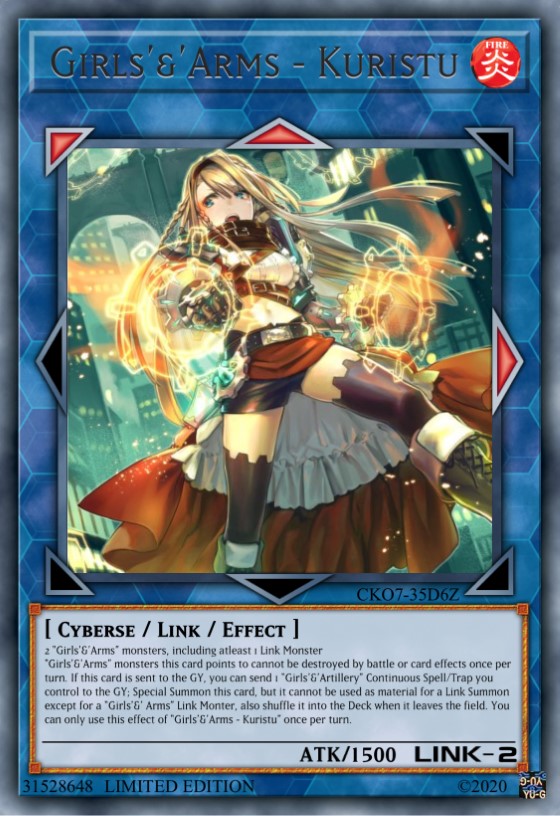 Girls'&'Arms - Kuristu
FIRE
炎
CKO7-35D6Z
[ Cyberse / Link / Effect ]
2 "Girls'&'Arms" monsters, including atleast 1 Link Monster
"Girls'&'Arms" monsters this card points to cannot be destroyed by battle or card effects once per
turn. If this card is sent to the GY, you can send 1 "Girls'&'Artillery" Continuous Spell/Trap you
control to the GY; Special Summon this card, but it cannot be used as material for a Link Summon
except for a "Girls'&' Arms" Link Monter, also shuffle it into the Deck when it leaves the field. You
can only use this effect of "Girls'&'Arms - Kuristu" once per turn.
ATK/1500 LINK-2
31528648 LIMITED EDITION ©2020